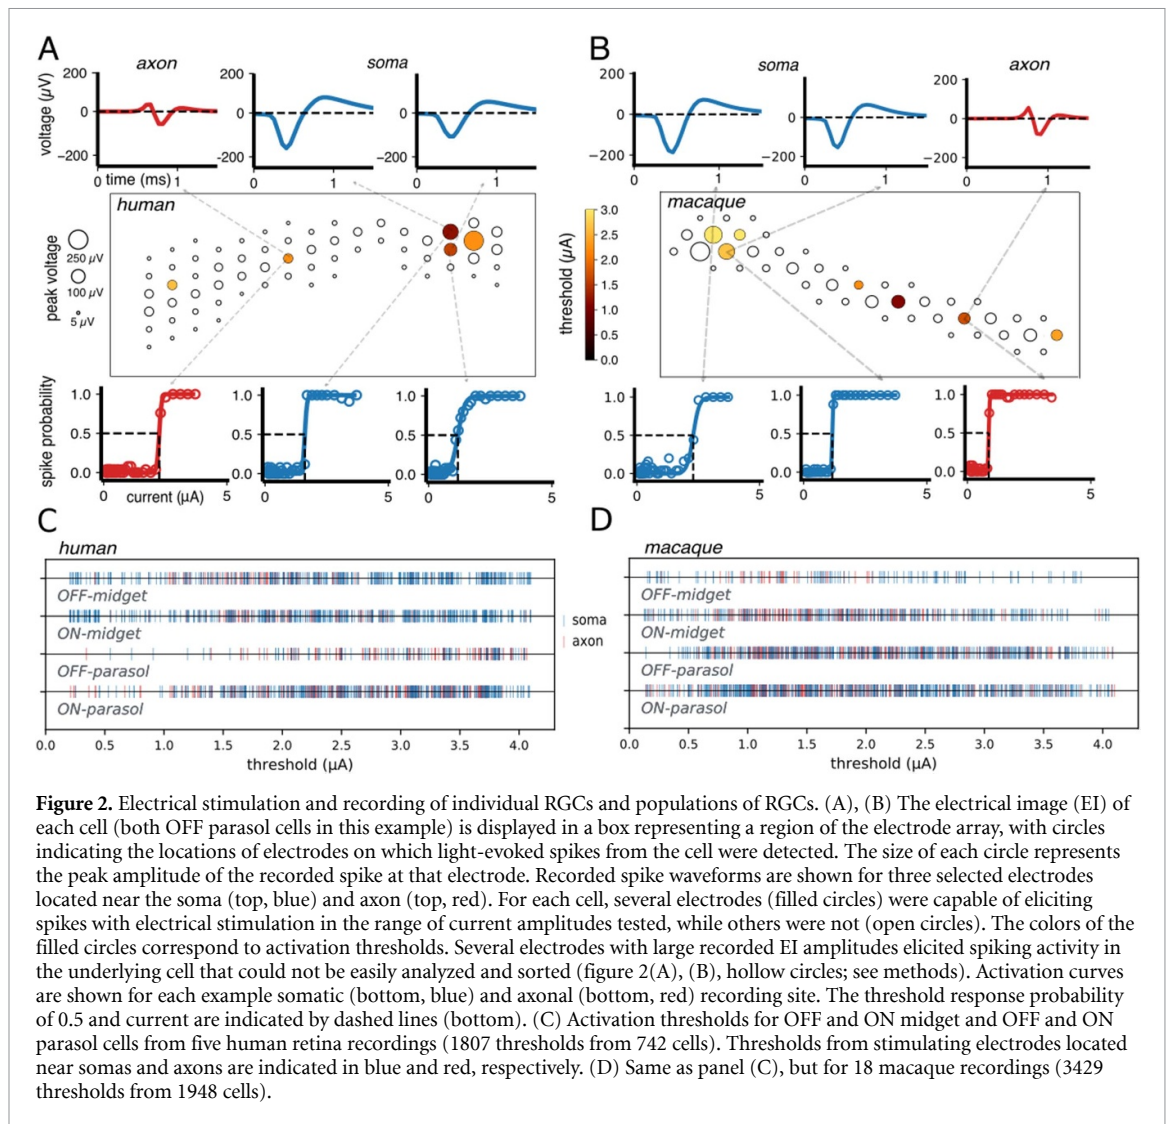 A
B
axon
soma
soma
axon
voltage (μV)
200
0
−200
200
0
-200
0
−200
200
0
−200
0
−200
200
0
200
0 time (ms) 1
0
1
0
1
0
1
0
1
0
1
human
macaque
peak voltage
250 μV
100 μV
5 μV
threshold (μA)
3.0
2.5
2.0
1.5
1.0
0.5
0.0
spike probability
1.0
0.5
0.0
1.0
0.5
0.0
1.0
0.5
0.0
1.0
0.5
0.0
1.0
0.5
0.0
1.0
0.5
0.0
0
current (μA)
5
0
5
0
5
0
5
0
5
0
5
C
human
OFF-midget
ON-midget
OFF-parasol
ON-parasol
0.0 0.5 1.0 1.5 2.0 2.5 3.0 3.5 4.0
threshold (μA)
soma
axon
D
macaque
OFF-midget
ON-midget
OFF-parasol
ON-parasol
0.0 0.5 1.0 1.5 2.0 2.5 3.0 3.5 4.0
threshold (μA)
Figure 2. Electrical stimulation and recording of individual RGCs and populations of RGCs. (A), (B) The electrical image (EI) of
each cell (both OFF parasol cells in this example) is displayed in a box representing a region of the electrode array, with circles
indicating the locations of electrodes on which light-evoked spikes from the cell were detected. The size of each circle represents
the peak amplitude of the recorded spike at that electrode. Recorded spike waveforms are shown for three selected electrodes
located near the soma (top, blue) and axon (top, red). For each cell, several electrodes (filled circles) were capable of eliciting
spikes with electrical stimulation in the range of current amplitudes tested, while others were not (open circles). The colors of the
filled circles correspond to activation thresholds. Several electrodes with large recorded EI amplitudes elicited spiking activity in
the underlying cell that could not be easily analyzed and sorted (figure 2(A), (B), hollow circles; see methods). Activation curves
are shown for each example somatic (bottom, blue) and axonal (bottom, red) recording site. The threshold response probability
of 0.5 and current are indicated by dashed lines (bottom). (C) Activation thresholds for OFF and ON midget and OFF and ON
parasol cells from five human retina recordings (1807 thresholds from 742 cells). Thresholds from stimulating electrodes located
near somas and axons are indicated in blue and red, respectively. (D) Same as panel (C), but for 18 macaque recordings (3429
thresholds from 1948 cells).